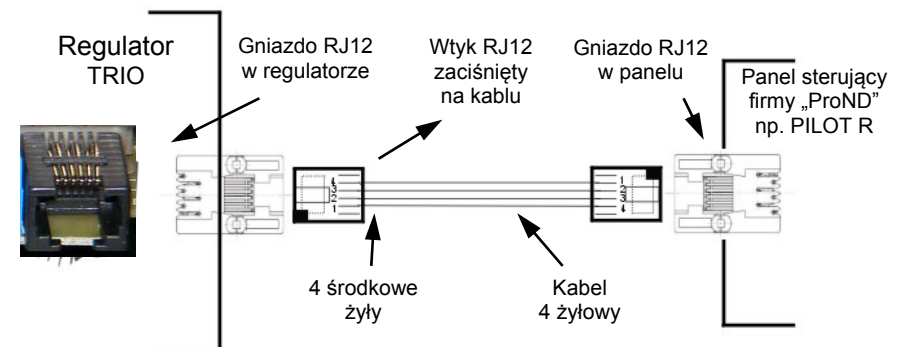 Regulator
TRIO
Gniazdo RJ12
w regulatorze
Wtyk RJ12
zaciśnięty
na kablu
Gniazdo RJ12
w panelu
Panel sterujący
firmy „ProND”
np. PILOT R
4
3
2
1
1
2
3
4
4 środkowe
żyły
Kabel
4 żyłowy